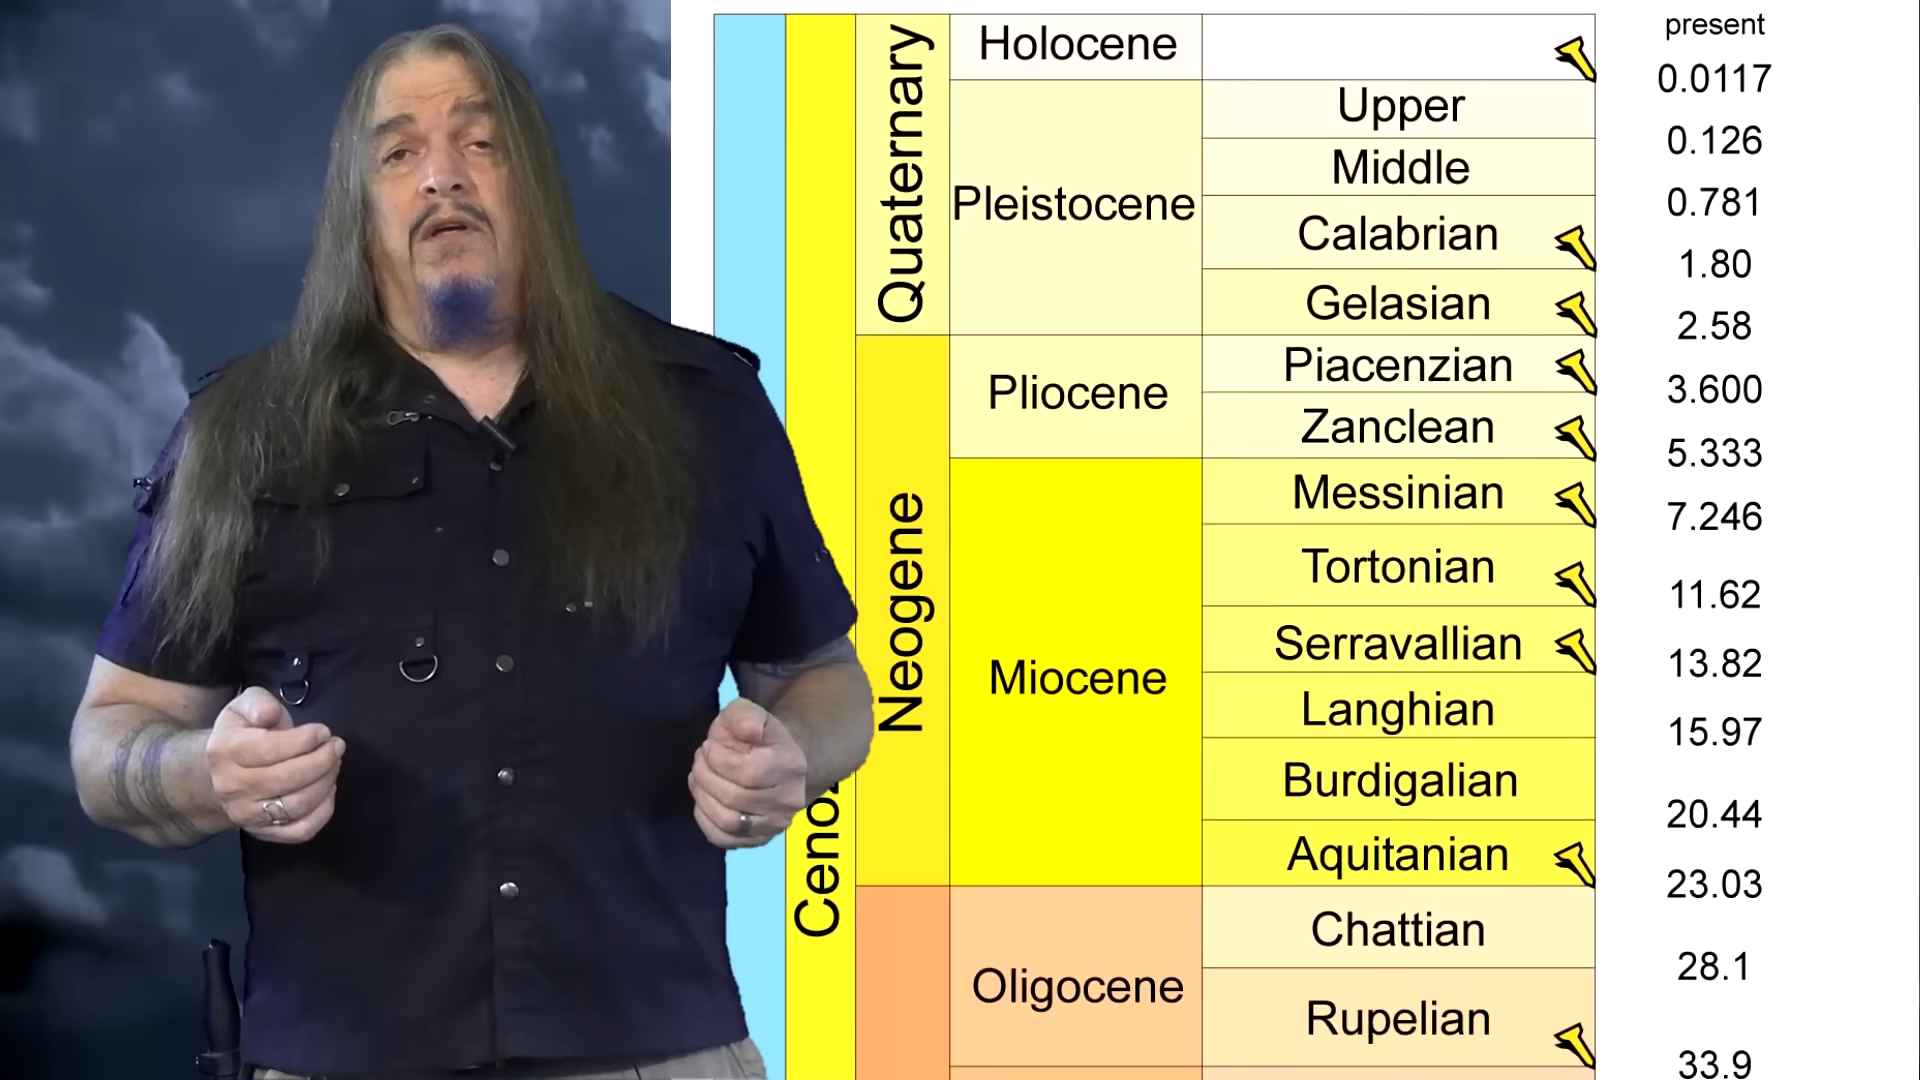 present
Holocene
0.0117
Quaternary
Pleistocene
Upper
0.126
Middle
0.781
Calabrian
1.80
Gelasian
2.58
Neogene
Pliocene
Piacenzian
3.600
Zanclean
5.333
Miocene
Messinian
7.246
Tortonian
11.62
Serravallian
13.82
Langhian
15.97
Burdigalian
20.44
Aquitanian
23.03
Oligocene
Chattian
28.1
Rupelian
33.9